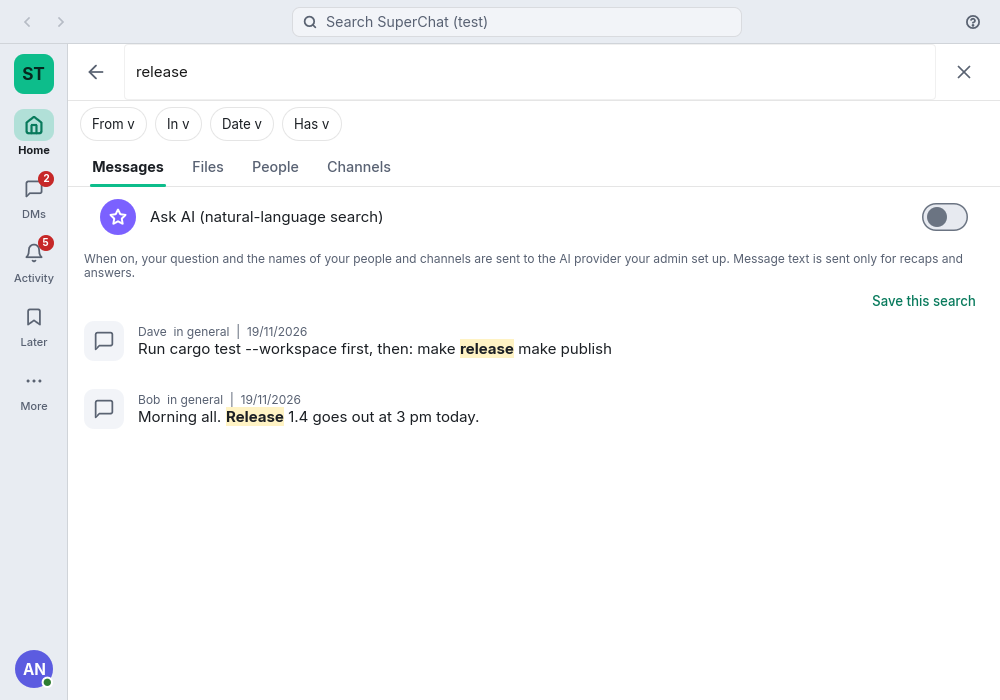 Search SuperChat (test)
ST
release
From v
In v
Date v
Has v
Home
Messages
Files
People
Channels
2
DMs
Ask AI (natural-language search)
5
Activity
When on, your question and the names of your people and channels are sent to the AI provider your admin set up. Message text is sent only for recaps and
answers.
Save this search
Later
Dave in general | 19/11/2026
Run cargo test --workspace first, then: make release make publish
More
Bob in general | 19/11/2026
Morning all. Release 1.4 goes out at 3 pm today.
AN